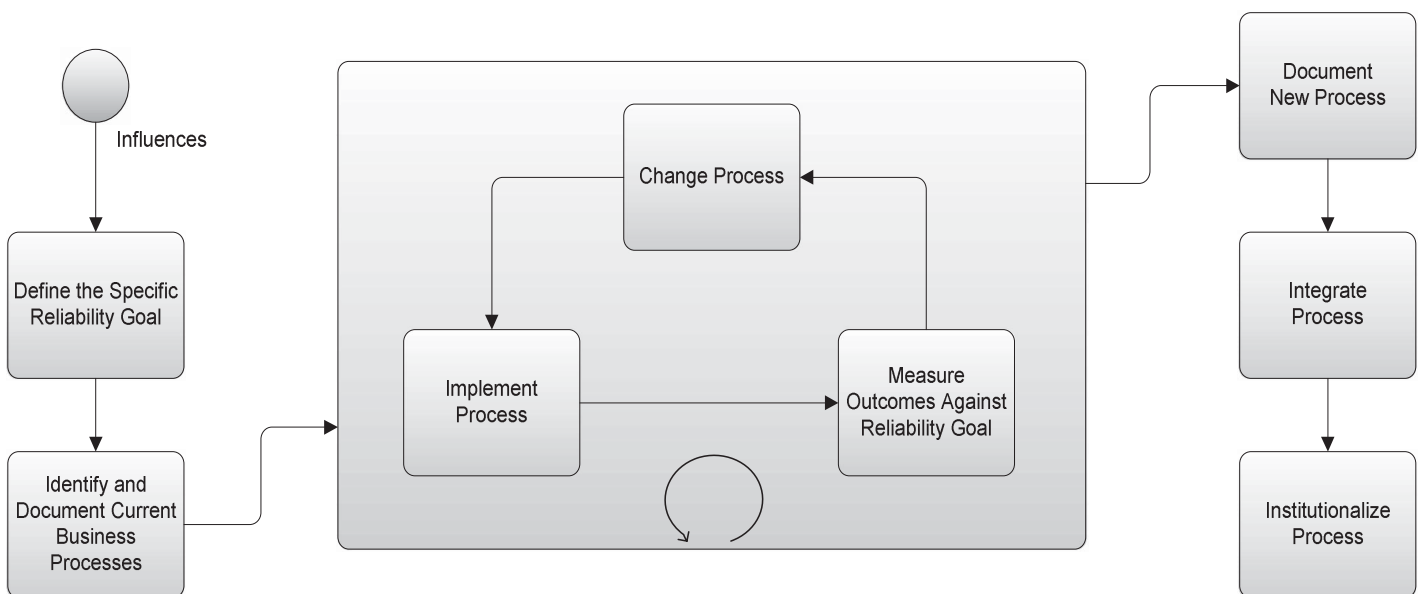 Influences
Define the Specific
Reliability Goal
Identify and
Document Current
Business
Processes
Change Process
Implement
Process
Measure
Outcomes Against
Reliability Goal
Document
New Process
Integrate
Process
Institutionalize
Process